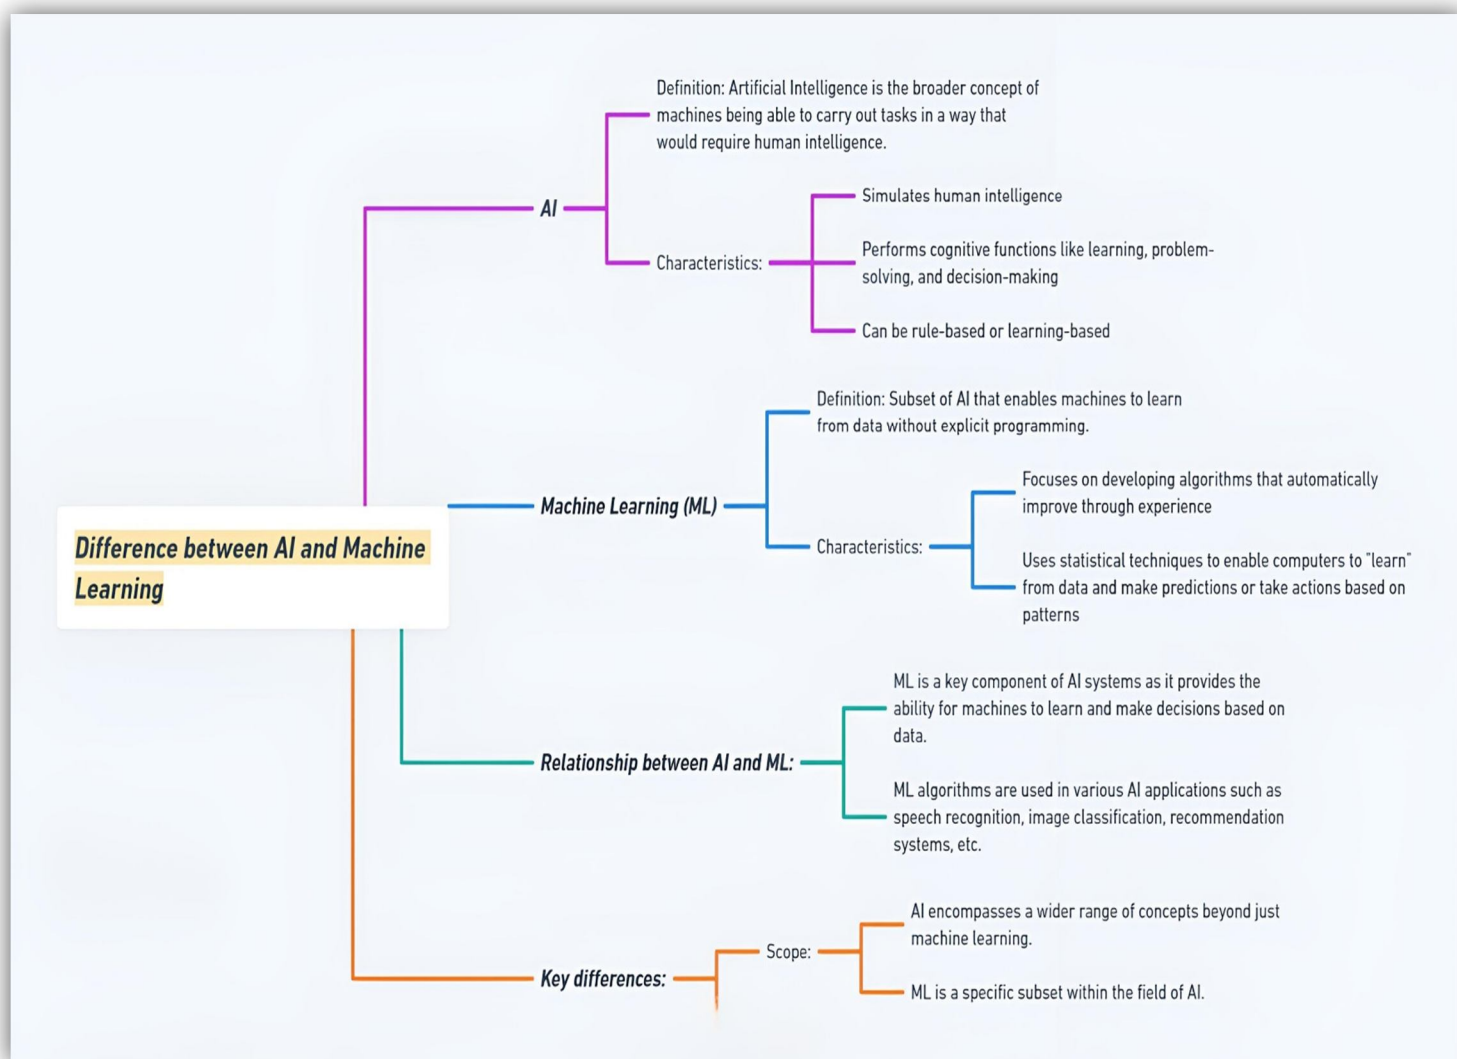 Definition: Artificial Intelligence is the broader concept of
machines being able to carry out tasks in a way that
would require human intelligence.
AI
Characteristics:
Simulates human intelligence
Performs cognitive functions like learning, problem-
solving, and decision-making
Can be rule-based or learning-based
Difference between AI and Machine
Learning
Machine Learning (ML)
Definition: Subset of AI that enables machines to learn
from data without explicit programming.
Characteristics:
Focuses on developing algorithms that automatically
improve through experience
Uses statistical techniques to enable computers to "learn"
from data and make predictions or take actions based on
patterns
Relationship between AI and ML:
ML is a key component of AI systems as it provides the
ability for machines to learn and make decisions based on
data.
ML algorithms are used in various AI applications such as
speech recognition, image classification, recommendation
systems, etc.
Key differences:
Scope:
AI encompasses a wider range of concepts beyond just
machine learning.
ML is a specific subset within the field of AI.